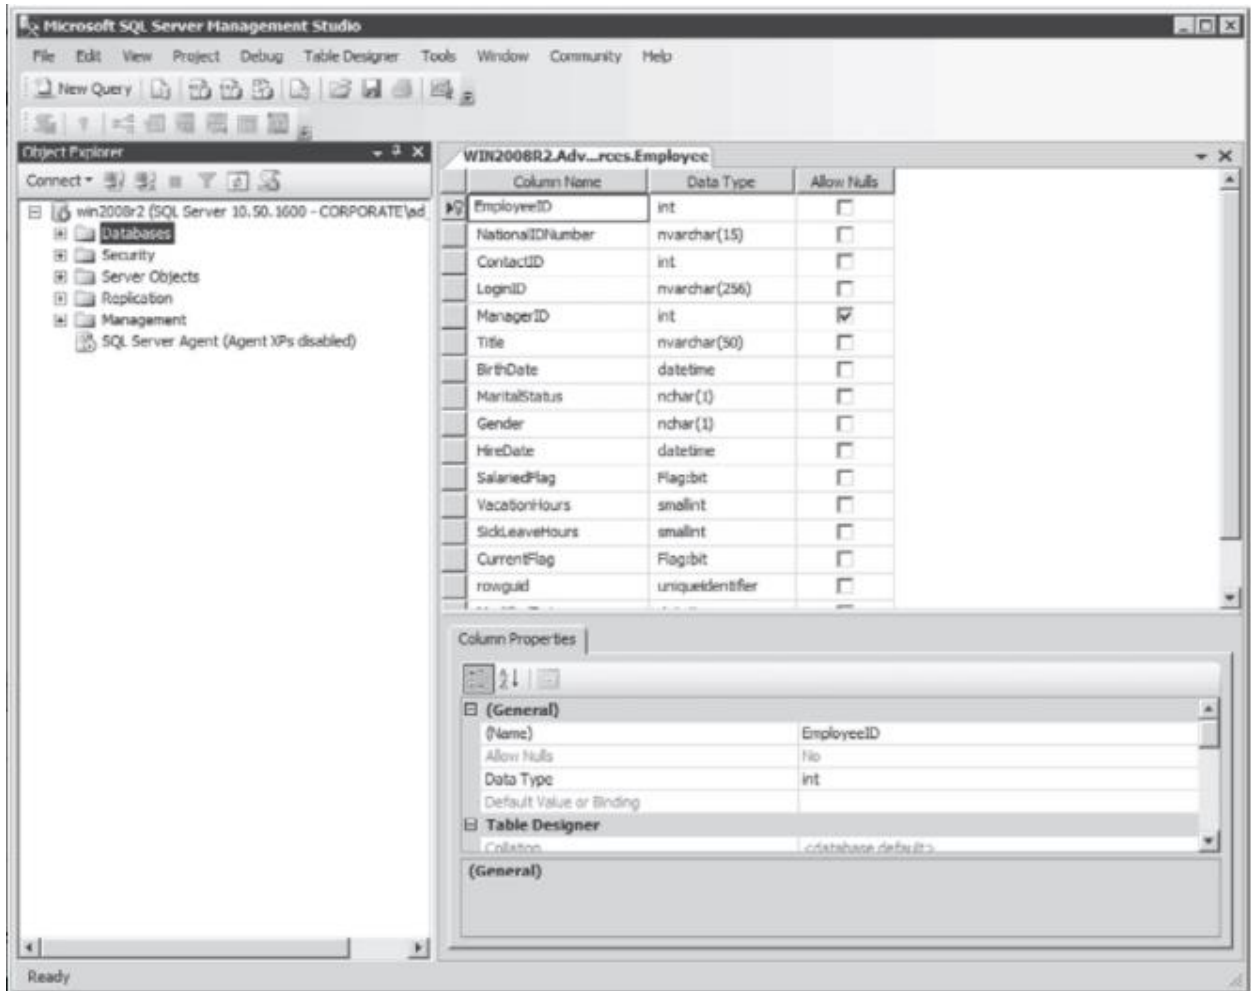 Microsoft SQL Server Management Studio
File Edit View Project Debug Table Designer Tools Window Community Help
New Query
Object Explorer
Connect
win2008r2 (SQL Server 10.50.1600 - CORPORATE\ad
Databases
Security
Server Objects
Replication
Management
SQL Server Agent (Agent XPs disabled)
WIN2008R2.Adv...rces.Employee
Column Name Data Type Allow Nulls
EmployeeID int
NationalIDNumber nvarchar(15)
ContactID int
LoginID nvarchar(256)
ManagerID int
Title nvarchar(50)
BirthDate datetime
MaritalStatus nchar(1)
Gender nchar(1)
HireDate datetime
SalariedFlag Flag:bit
VacationHours smallint
SickLeaveHours smallint
CurrentFlag Flag:bit
rowguid uniqueidentifier
Column Properties
(General)
(Name) EmployeeID
Allow Nulls No
Data Type int
Default Value or Binding
Table Designer
Collation <database default>
(General)
Ready